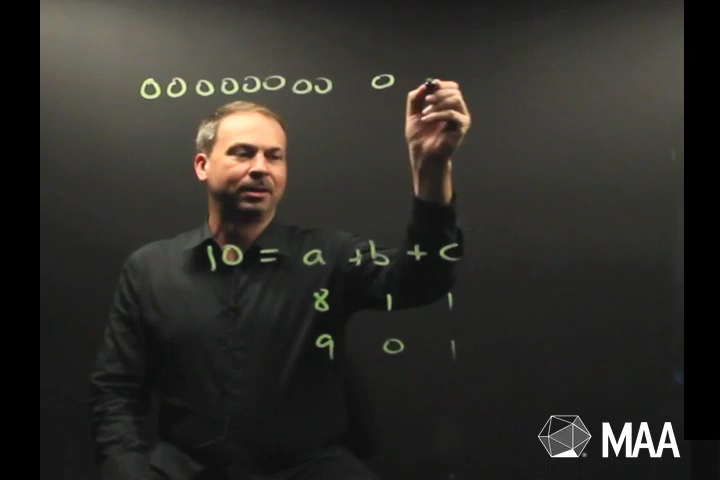 00000000 0
10 = a + b + c
8 1 1
9 0 1
MAA